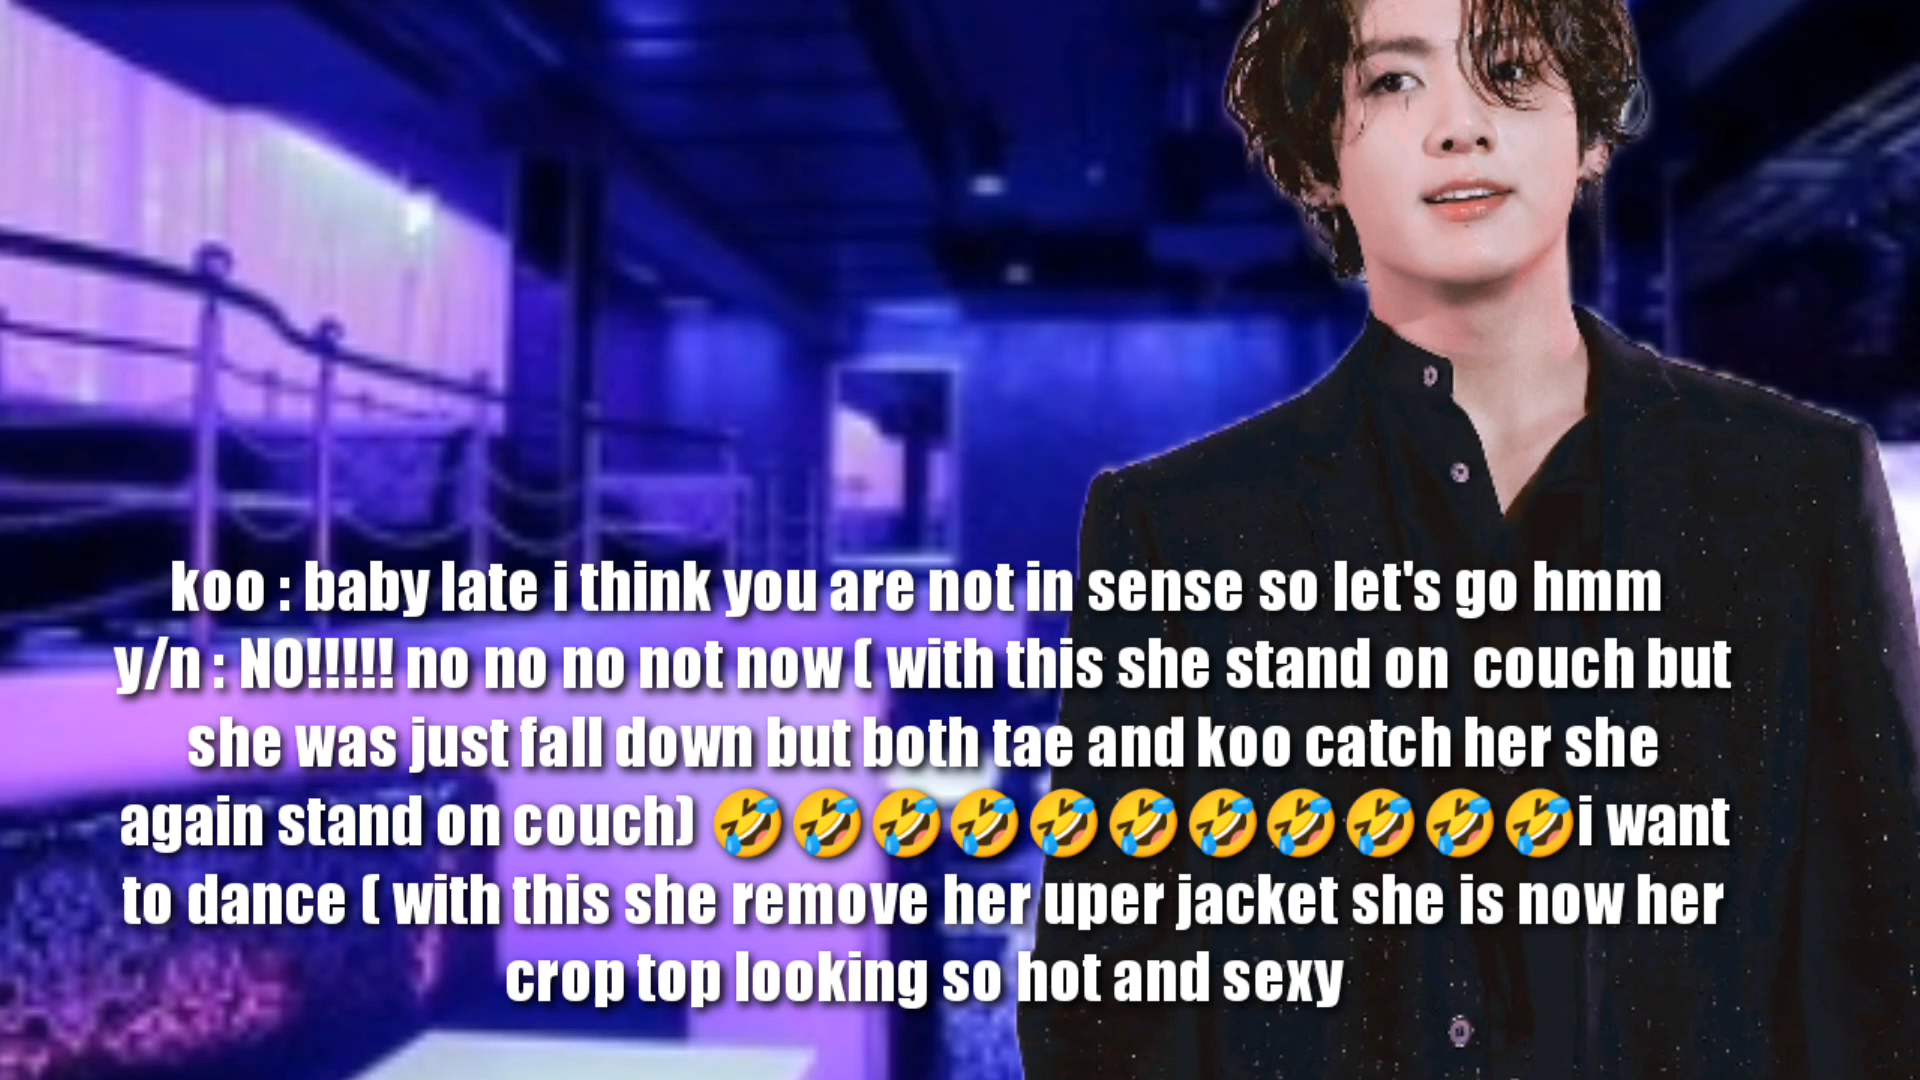 koo : baby late i think you are not in sense so let's go hmm
y/n : NO!!!!! no no no not now ( with this she stand on  couch but
she was just fall down but both tae and koo catch her she
again stand on couch) 🤣🤣🤣🤣🤣🤣🤣🤣🤣🤣🤣i want
to dance ( with this she remove her uper jacket she is now her
crop top looking so hot and sexy